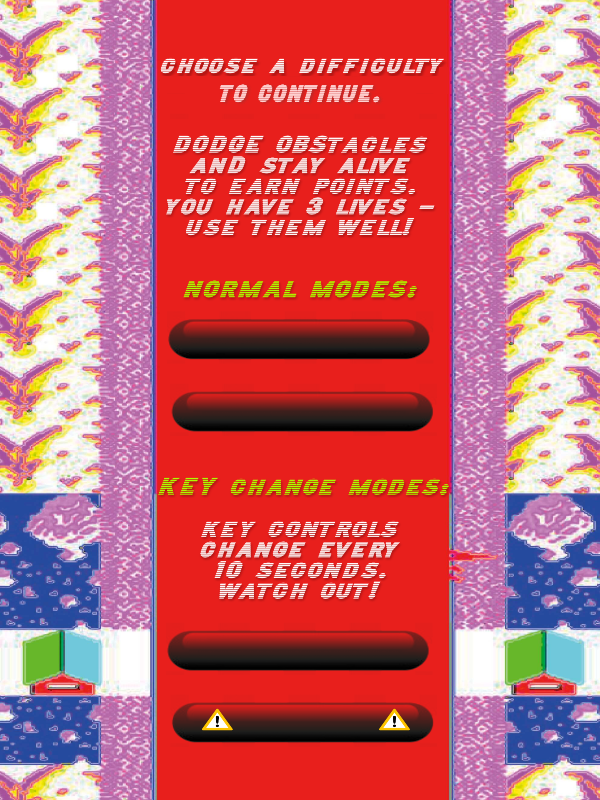 CHOOSE A DIFFICULTY
TO CONTINUE.
DODGE OBSTACLES
AND STAY ALIVE
TO EARN POINTS.
YOU HAVE 3 LIVES -
USE THEM WELL!
NORMAL MODES:
KEY CHANGE MODES:
KEY CONTROLS
CHANGE EVERY
10 SECONDS.
WATCH OUT!